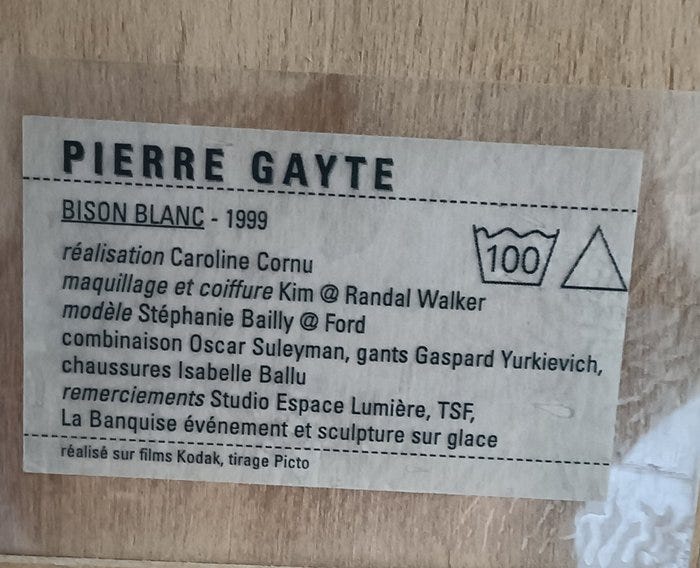 PIERRE GAYTE
BISON BLANC - 1999
100
réalisation Caroline Cornu
maquillage et coiffure Kim @ Randal Walker
modèle Stéphanie Bailly @ Ford
combinaison Oscar Suleyman, gants Gaspard Yurkievich,
chaussures Isabelle Ballu
remerciements Studio Espace Lumière, TSF,
La Banquise événement et sculpture sur glace
réalisé sur films Kodak, tirage Picto